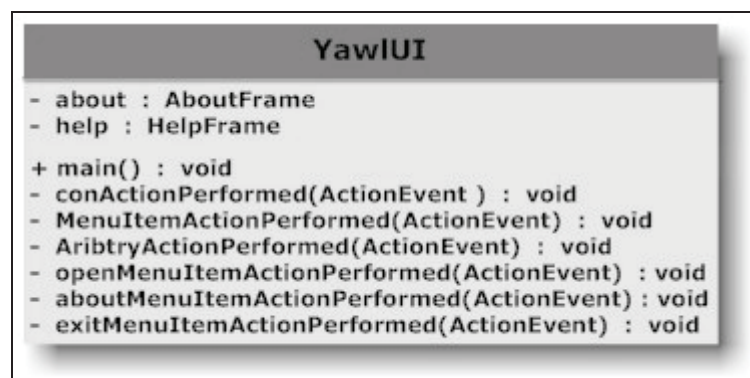 YawlUI
- about : AboutFrame
- help : HelpFrame
+ main() : void
- conActionPerformed(ActionEvent ) : void
- MenuItemActionPerformed(ActionEvent) : void
- AribtryActionPerformed(ActionEvent) : void
- openMenuItemActionPerformed(ActionEvent) : void
- aboutMenuItemActionPerformed(ActionEvent) : void
- exitMenuItemActionPerformed(ActionEvent) : void